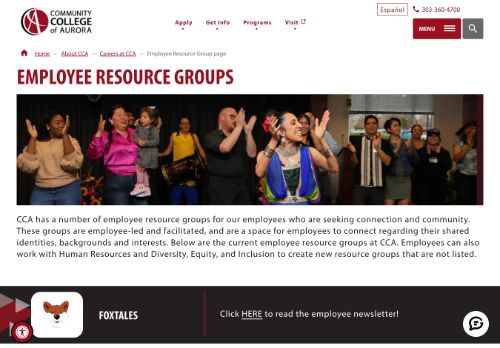 COMMUNITY
COLLEGE
of AURORA
Español
303-360-4700
Apply
Get Info
Programs
Visit
MENU
Home – About CCA – Careers at CCA – Employee Resource Group page
EMPLOYEE RESOURCE GROUPS
CCA has a number of employee resource groups for our employees who are seeking connection and community.
These groups are employee-led and facilitated, and are a space for employees to connect regarding their shared
identities, backgrounds and interests. Below are the current employee resource groups at CCA. Employees can also
work with Human Resources and Diversity, Equity, and Inclusion to create new resource groups that are not listed.
FOXTALES
Click HERE to read the employee newsletter!